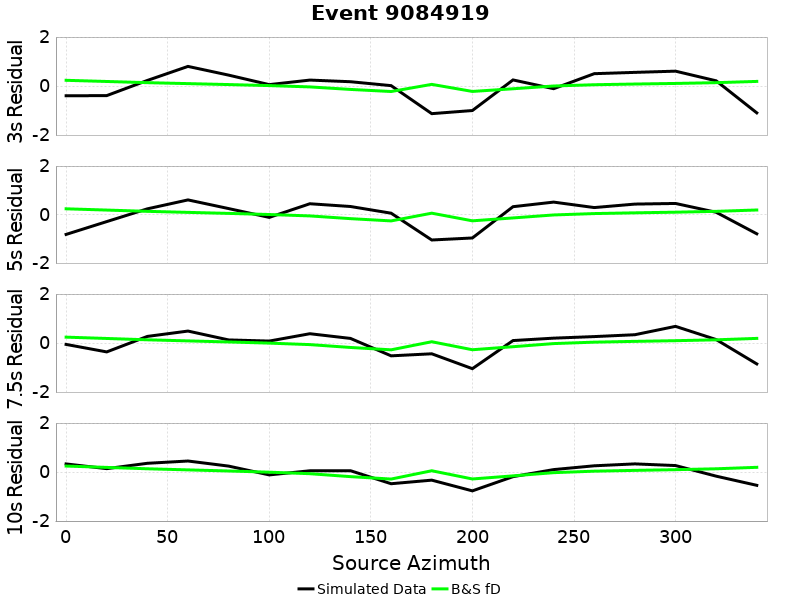 Event 9084919
3s Residual
2
0
-2
5s Residual
2
0
-2
7.5s Residual
2
0
-2
10s Residual
2
0
-2
0 50 100 150 200 250 300
Source Azimuth
Simulated Data B&S fD